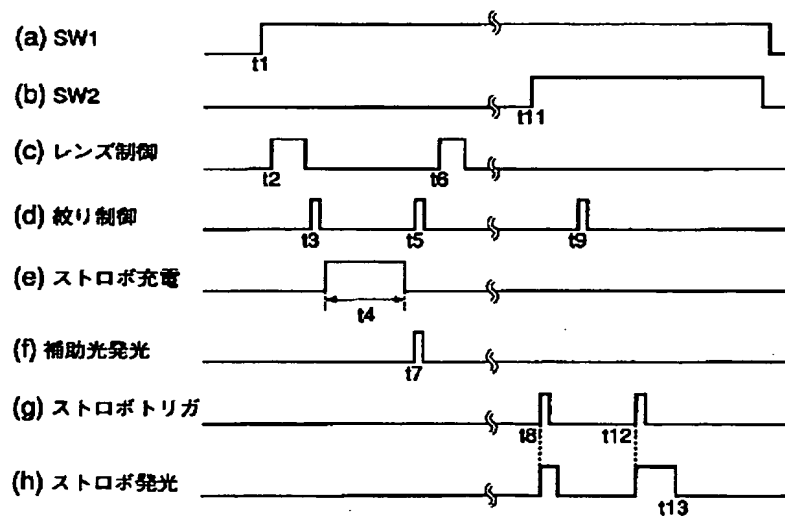 (a) SW1
t1
(b) SW2
t11
(c) レンズ制御
t2 t6
(d) 絞り制御
t3 t5 t9
(e) ストロボ充電
t4
(f) 補助光発光
t7
(g) ストロボトリガ
t8 t12
(h) ストロボ発光
t13